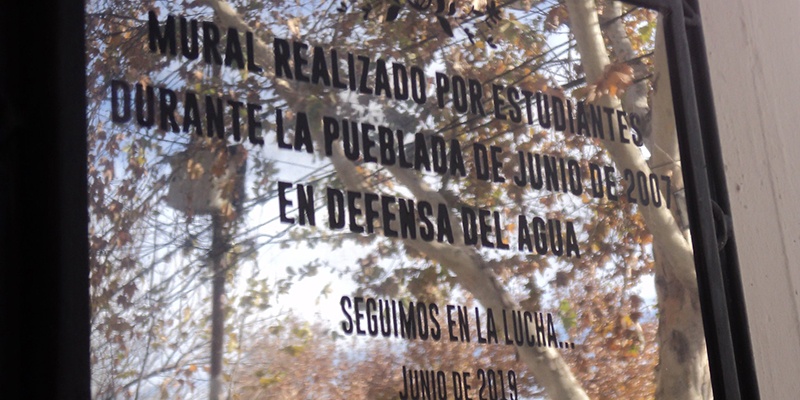 MURAL REALIZADO POR ESTUDIANTES
DURANTE LA PUEBLADA DE JUNIO DE 2007
EN DEFENSA DEL AGUA
SEGUIMOS EN LA LUCHA...
JUNIO DE 2019